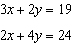 3x + 2y = 19
2x + 4y = 24